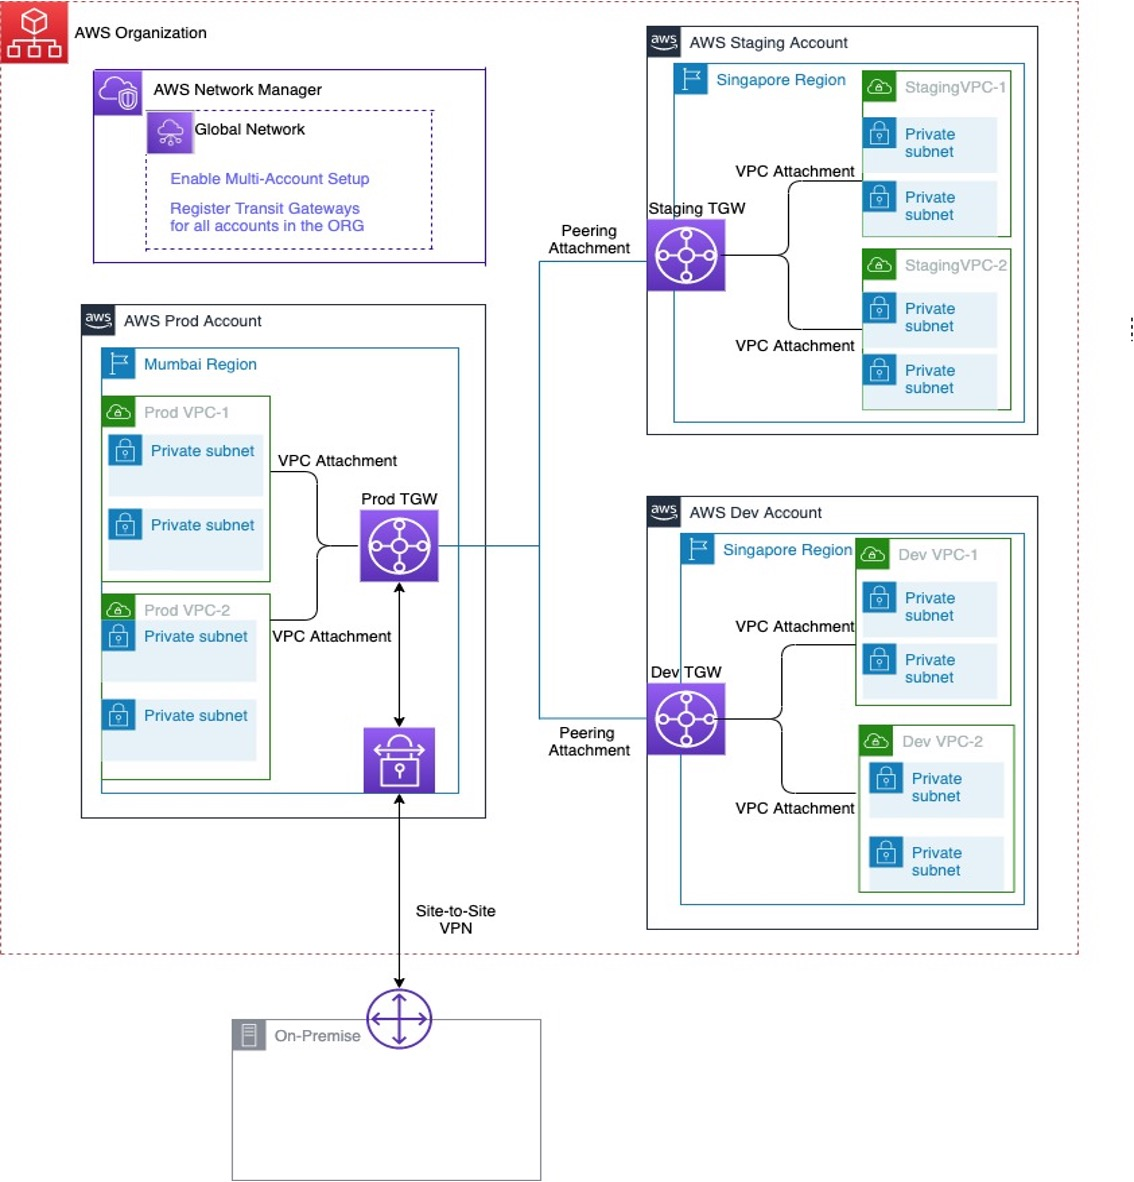 AWS Organization
AWS Network Manager
Global Network
Enable Multi-Account Setup
Register Transit Gateways
for all accounts in the ORG
aws
AWS Prod Account
Mumbai Region
Prod VPC-1
Private subnet
Private subnet
VPC Attachment
Prod TGW
Prod VPC-2
Private subnet
VPC Attachment
Private subnet
Peering
Attachment
aws
AWS Staging Account
Singapore Region
StagingVPC-1
Private
subnet
VPC Attachment
Private
subnet
Staging TGW
StagingVPC-2
Private
subnet
VPC Attachment
Private
subnet
aws
AWS Dev Account
Singapore Region
Dev VPC-1
Private
subnet
VPC Attachment
Private
subnet
Dev TGW
Peering
Attachment
Dev VPC-2
Private
subnet
VPC Attachment
Private
subnet
Site-to-Site
VPN
On-Premise